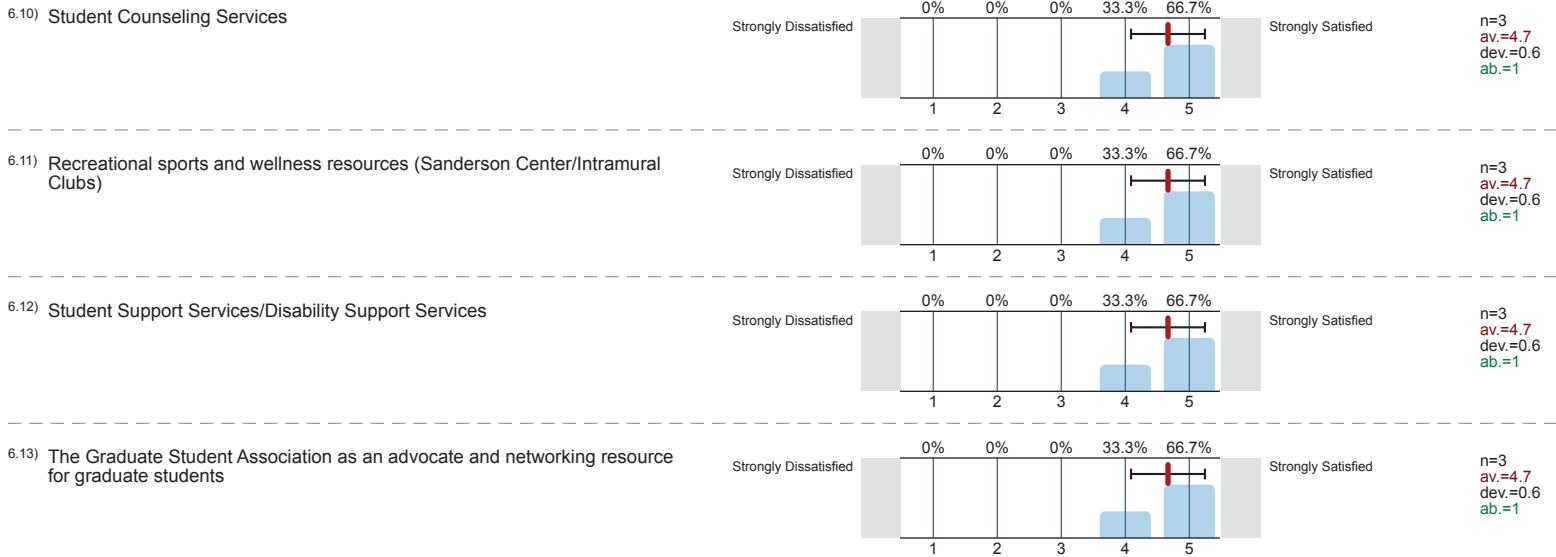 6.10) Student Counseling Services
Strongly Dissatisfied
0% 0% 0% 33.3% 66.7%
1 2 3 4 5
Strongly Satisfied
n=3
av.=4.7
dev.=0.6
ab.=1
6.11) Recreational sports and wellness resources (Sanderson Center/Intramural
Clubs)
Strongly Dissatisfied
0% 0% 0% 33.3% 66.7%
1 2 3 4 5
Strongly Satisfied
n=3
av.=4.7
dev.=0.6
ab.=1
6.12) Student Support Services/Disability Support Services
Strongly Dissatisfied
0% 0% 0% 33.3% 66.7%
1 2 3 4 5
Strongly Satisfied
n=3
av.=4.7
dev.=0.6
ab.=1
6.13) The Graduate Student Association as an advocate and networking resource
for graduate students
Strongly Dissatisfied
0% 0% 0% 33.3% 66.7%
1 2 3 4 5
Strongly Satisfied
n=3
av.=4.7
dev.=0.6
ab.=1